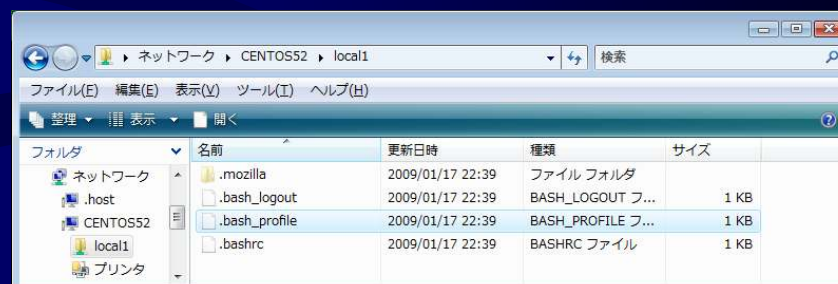 ネットワーク CENTOS52 local1 検索
ファイル(F) 編集(E) 表示(V) ツール(T) ヘルプ(H)
整理 表示 開く
フォルダ 名前 更新日時 種類 サイズ
ネットワーク .mozilla 2009/01/17 22:39 ファイル フォルダ
.host .bash_logout 2009/01/17 22:39 BASH_LOGOUT フ... 1 KB
CENTOS52 .bash_profile 2009/01/17 22:39 BASH_PROFILE フ... 1 KB
local1 .bashrc 2009/01/17 22:39 BASHRC ファイル 1 KB
プリンタ